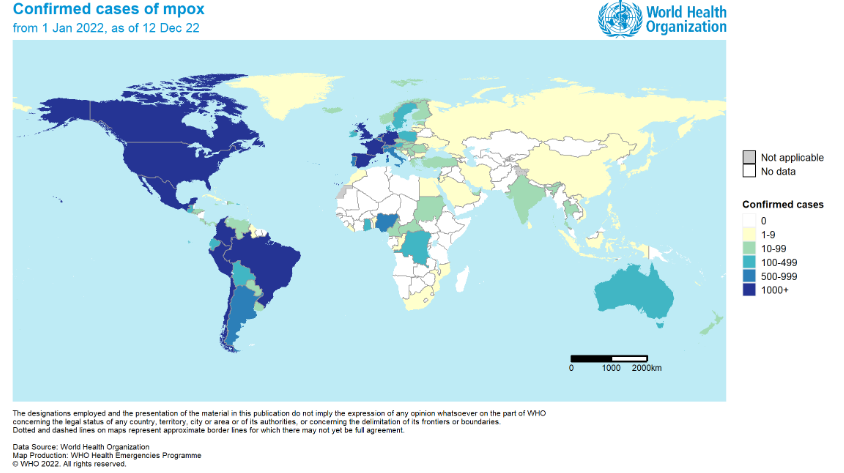 Confirmed cases of mpox
from 1 Jan 2022, as of 12 Dec 22
World Health
Organization
Not applicable
No data
Confirmed cases
0
1-9
10-99
100-499
500-999
1000+
0 1000 2000km
The designations employed and the presentation of the material in this publication do not imply the expression of any opinion whatsoever on the part of WHO
concerning the legal status of any country, territory, city or area or of its authorities, or concerning the delimitation of its frontiers or boundaries.
Dotted and dashed lines on maps represent approximate border lines for which there may not yet be full agreement.
Data Source: World Health Organization
Map Production: WHO Health Emergencies Programme
© WHO 2022. All rights reserved.